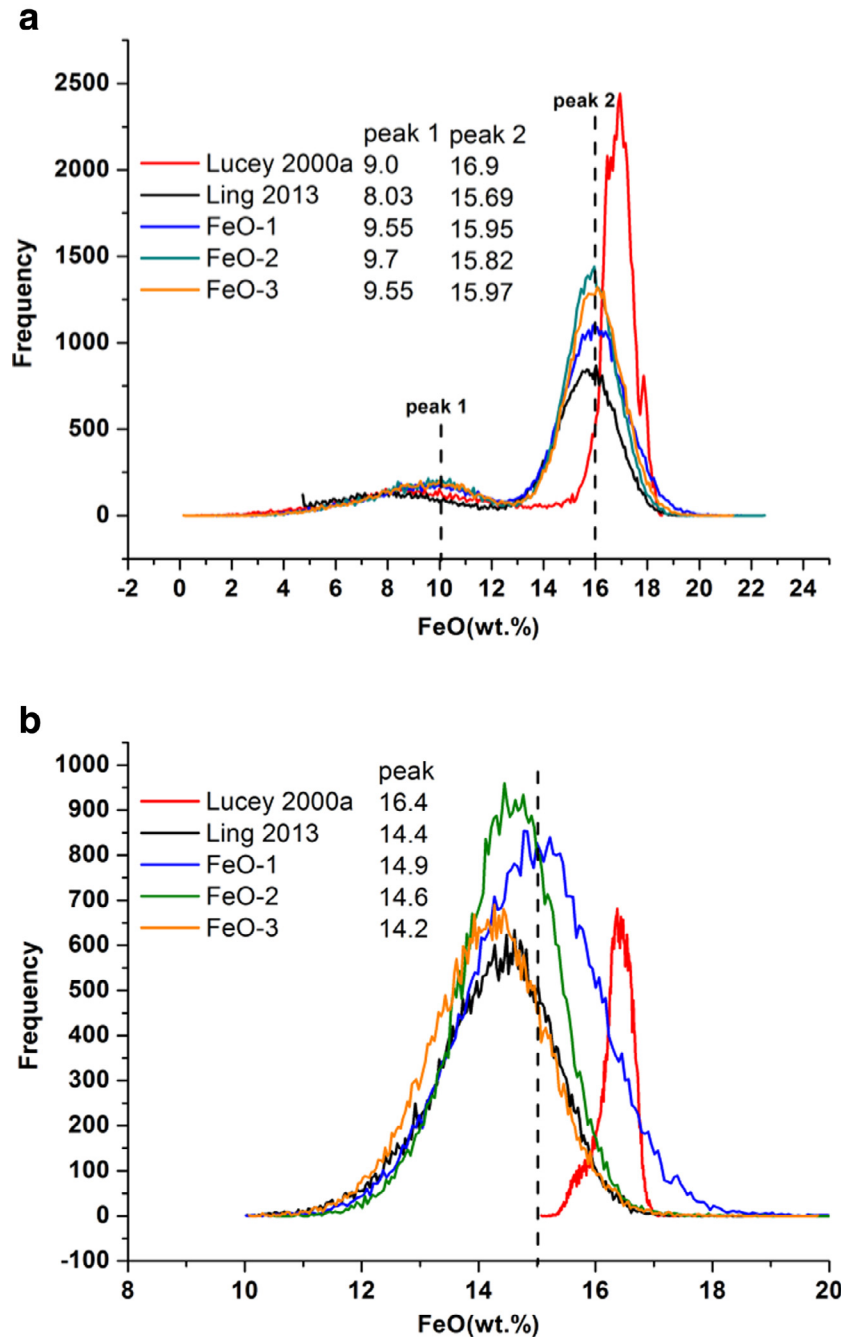 a
peak 1 peak 2
Lucey 2000a 9.0 16.9
Ling 2013 8.03 15.69
FeO-1 9.55 15.95
FeO-2 9.7 15.82
FeO-3 9.55 15.97
peak 2
peak 1
2500
2000
1500
1000
500
0
Frequency
-2 0 2 4 6 8 10 12 14 16 18 20 22 24
FeO(wt.%)
b
peak
Lucey 2000a 16.4
Ling 2013 14.4
FeO-1 14.9
FeO-2 14.6
FeO-3 14.2
1000
900
800
700
600
500
400
300
200
100
0
-100
Frequency
8 10 12 14 16 18 20
FeO(wt.%)